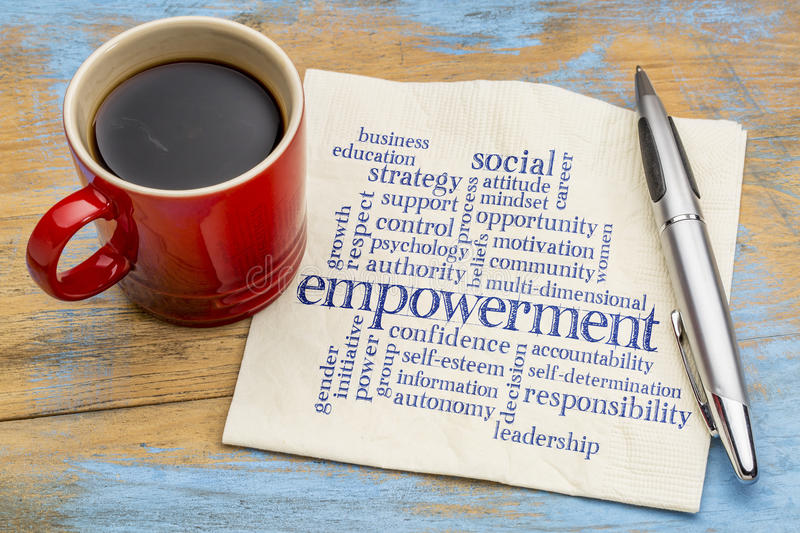 business
education
social
career
strategy
attitude
process
mindset
support
opportunity
growth
respect
control
psychology
beliefs
motivation
women
authority
community
multi-dimensional
empowerment
gender
initiative
power
group
confidence
self-esteem
information
autonomy
decision
accountability
self-determination
responsibility
leadership